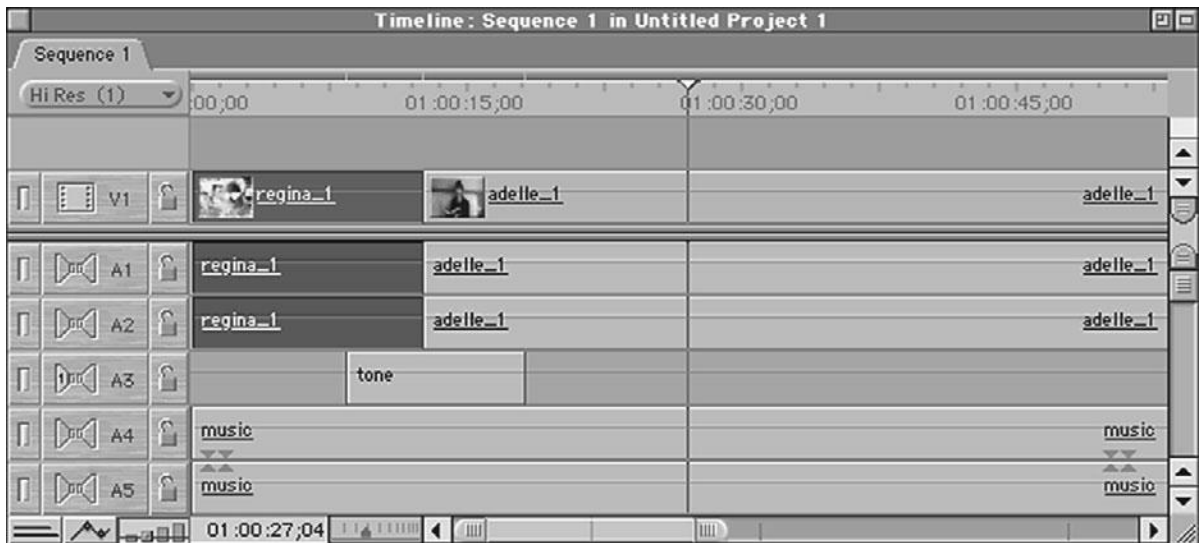 Timeline: Sequence 1 in Untitled Project 1
Sequence 1
Hi Res (1)
:00;00 01:00:15;00 01:00:30;00 01:00:45;00
V1 regina_1 adelle_1 adelle_1
A1 regina_1 adelle_1 adelle_1
A2 regina_1 adelle_1 adelle_1
1 A3 tone
A4 music music
A5 music music
01:00:27;04